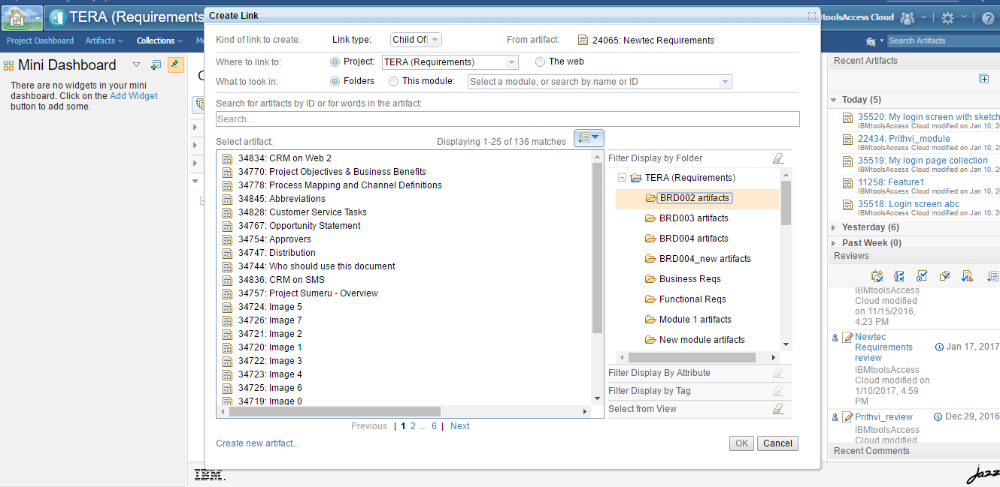 TERA (Requirements
IBMtoolsAccess Cloud
Project Dashboard
Artifacts
Collections
Search Artifacts
Mini Dashboard
There are no widgets in your mini
dashboard. Click on the Add Widget
button to add some.
Create Link
Kind of link to create:
Link type:
Child Of
From artifact:
24065: Newtec Requirements
Where to link to:
Project:
TERA (Requirements)
The web
What to look in:
Folders
This module:
Select a module, or search by name or ID
Search for artifacts by ID or for words in the artifact:
Search...
Select artifact:
Displaying 1-25 of 136 matches
34834: CRM on Web 2
34770: Project Objectives & Business Benefits
34778: Process Mapping and Channel Definitions
34845: Abbreviations
34828: Customer Service Tasks
34767: Opportunity Statement
34754: Approvers
34747: Distribution
34744: Who should use this document
34836: CRM on SMS
34757: Project Sumeru - Overview
34724: Image 5
34726: Image 7
34721: Image 2
34720: Image 1
34722: Image 3
34723: Image 4
34725: Image 6
34719: Image 0
Filter Display by Folder
TERA (Requirements)
BRD002 artifacts
BRD003 artifacts
BRD004 artifacts
BRD004_new artifacts
Business Reqs
Functional Reqs
Module 1 artifacts
New module artifacts
Filter Display By Attribute
Filter Display by Tag
Select from View
Previous | 1 2 ... 6 | Next
Create new artifact...
OK
Cancel
Recent Artifacts
Today (5)
35520: My login screen with sketch
IBMtoolsAccess Cloud modified on Jan 10, 2
22434: Prithvi_module
IBMtoolsAccess Cloud modified on Jan 10, 20
35519: My login page collection
IBMtoolsAccess Cloud modified on Jan 10, 20
11258: Feature1
IBMtoolsAccess Cloud modified on Jan 10, 20
35518: Login screen abc
IBMtoolsAccess Cloud modified on Jan 10, 20
Yesterday (6)
Past Week (0)
Reviews
IBMtoolsAccess
Cloud modified
on 11/15/2016,
4:23 PM
Newtec
Requirements
review
Jan 17, 2017
IBMtoolsAccess
Cloud modified on
1/10/2017, 4:59
PM
Prithvi_review
Dec 29, 2016
IBMtoolsAccess
Cloud modified
Recent Comments
IBM.
jazz